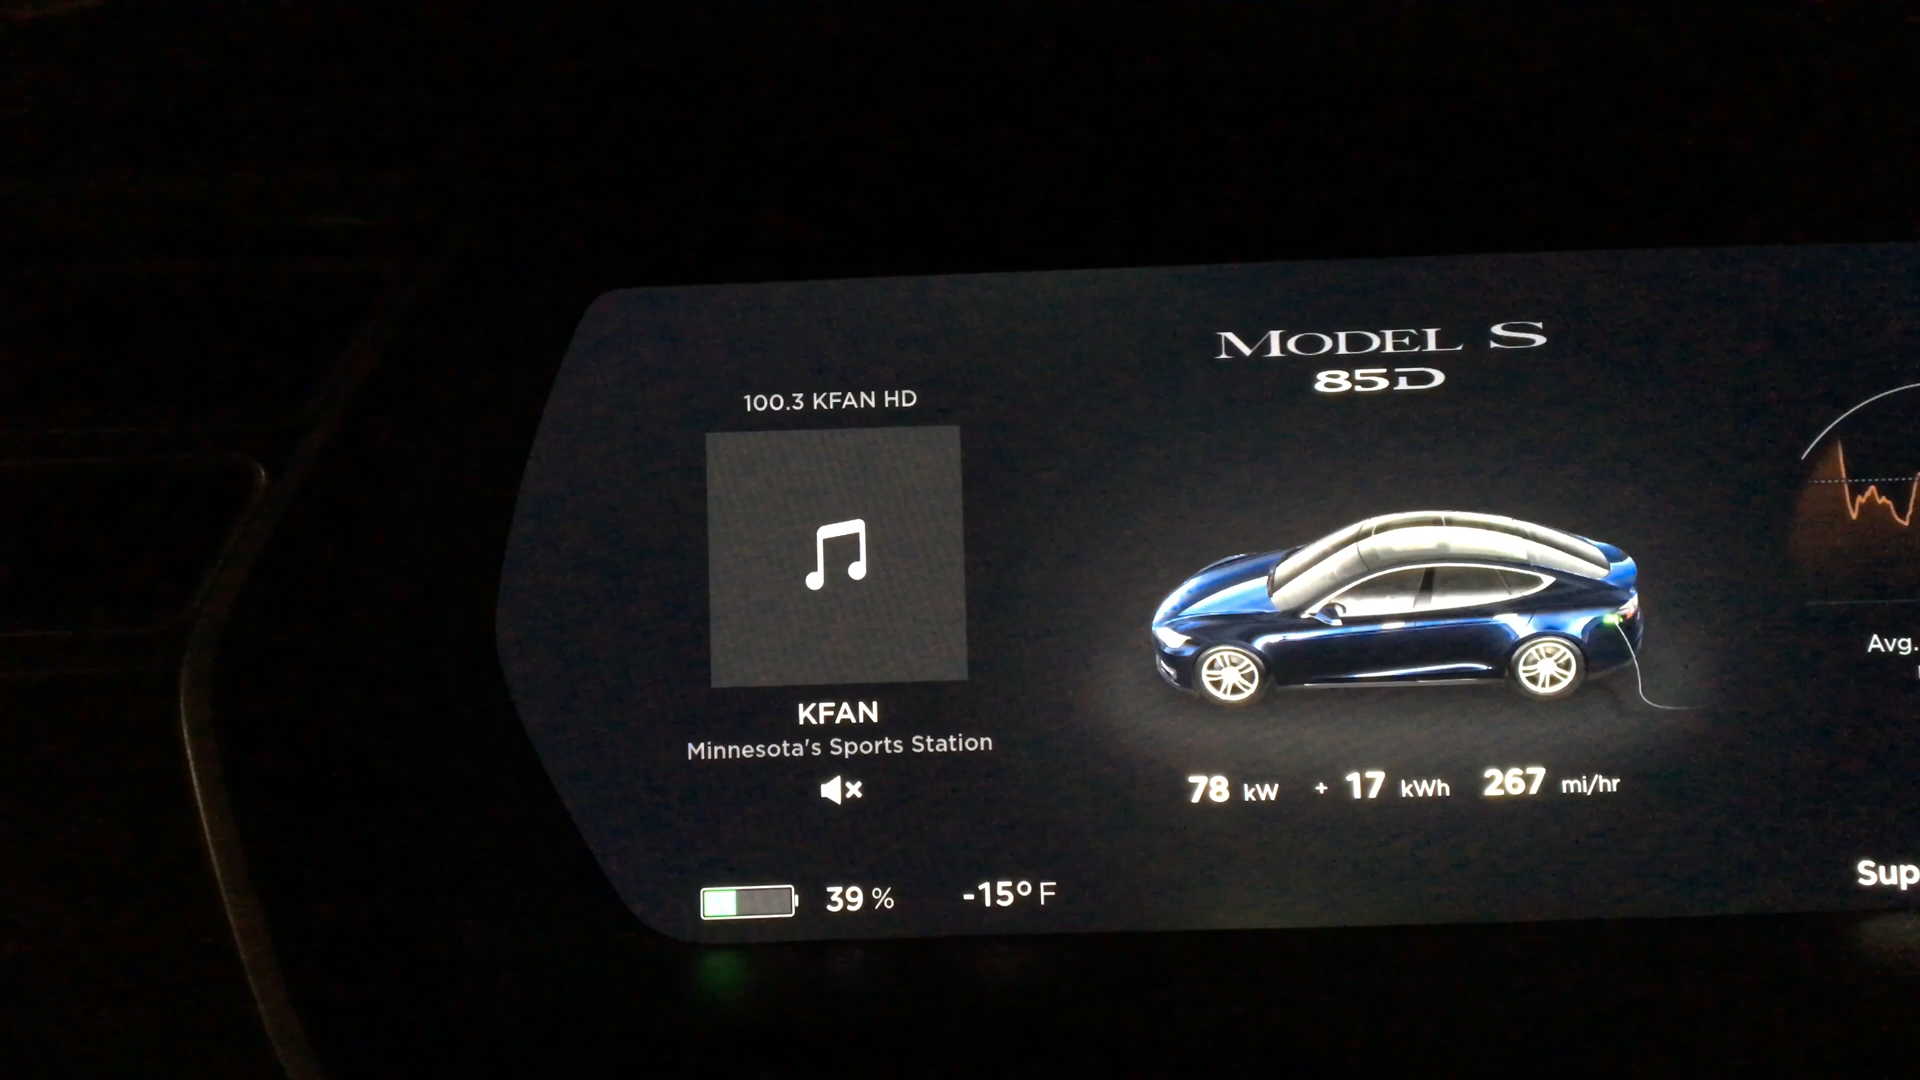 100.3 KFAN HD
KFAN
Minnesota's Sports Station
39 %
-15° F
MODEL S
85D
78 kW + 17 kWh 267 mi/hr
Avg.
Sup